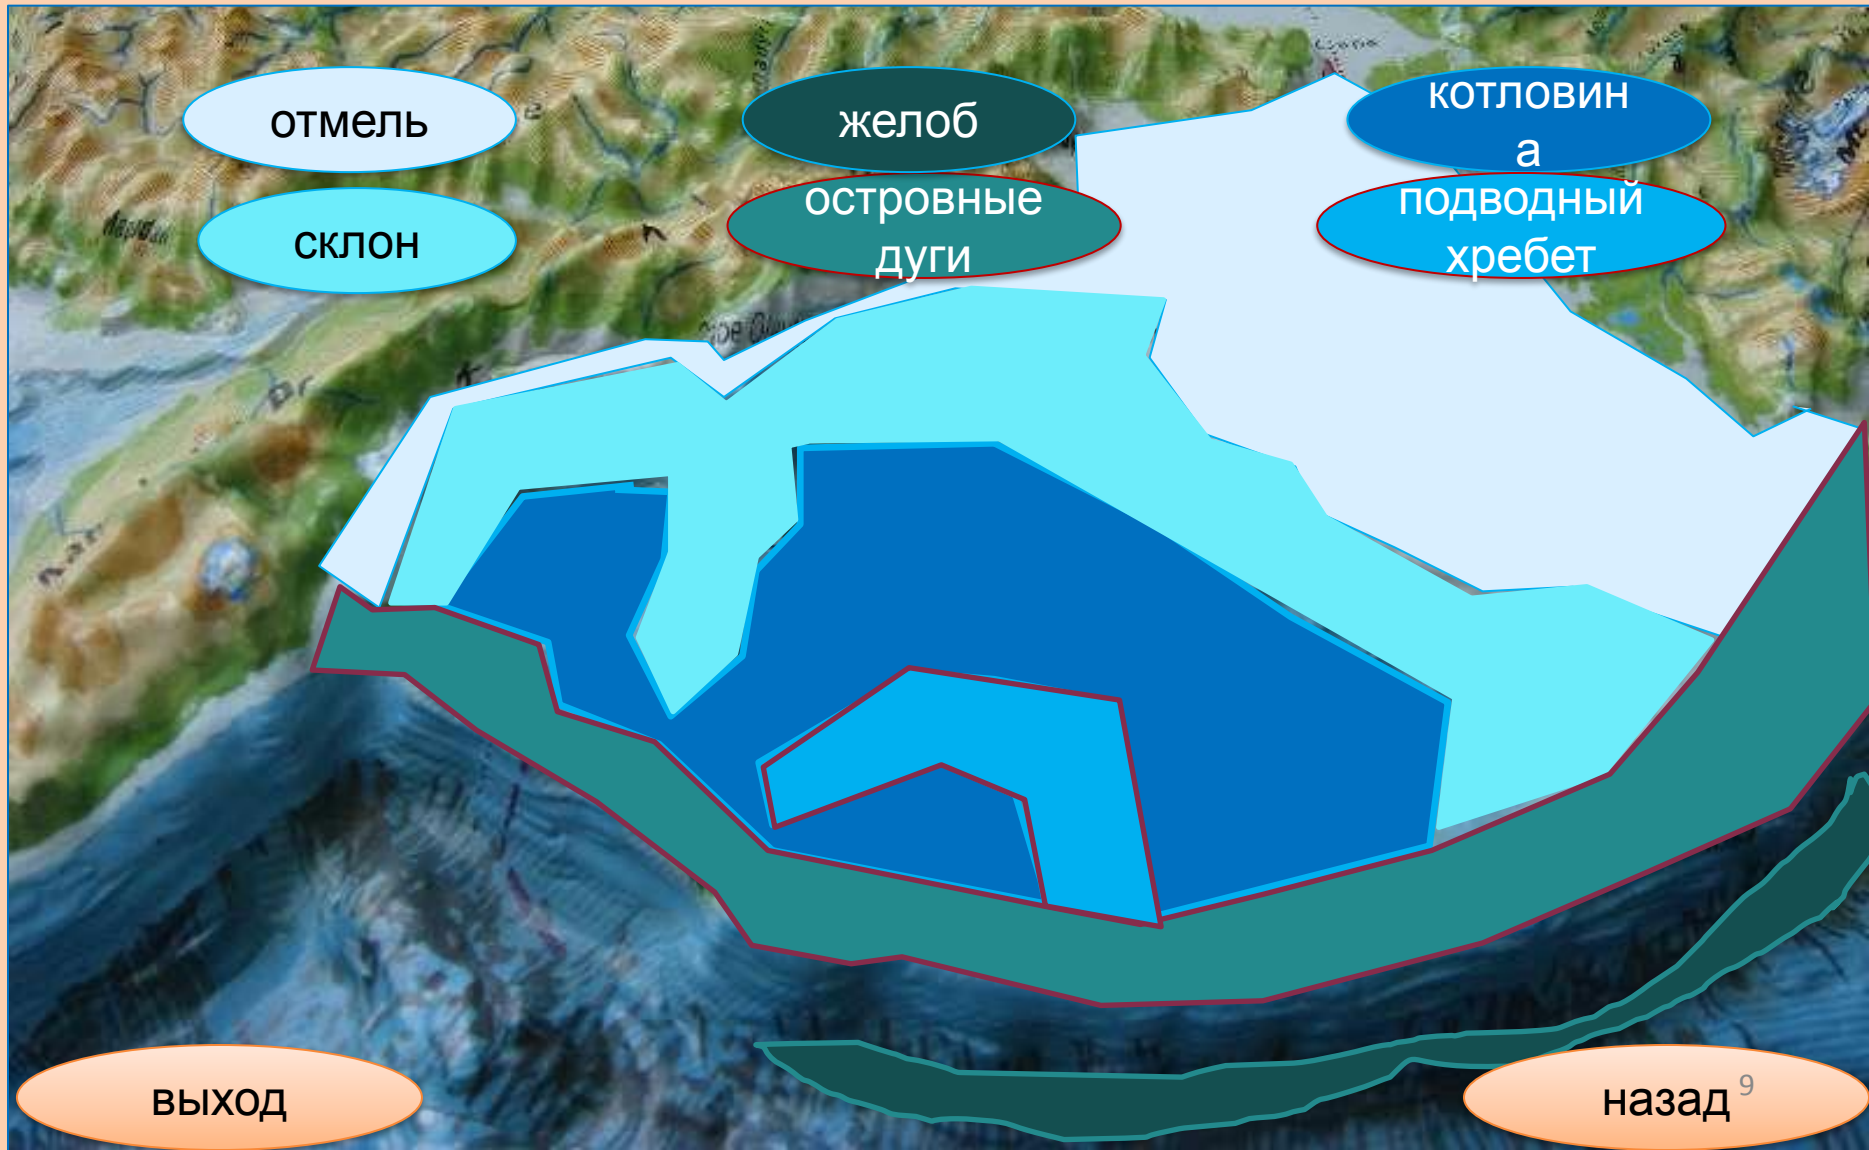 отмель
желоб
котловин
а
склон
островные
дуги
подводный
хребет
выход
назад
9